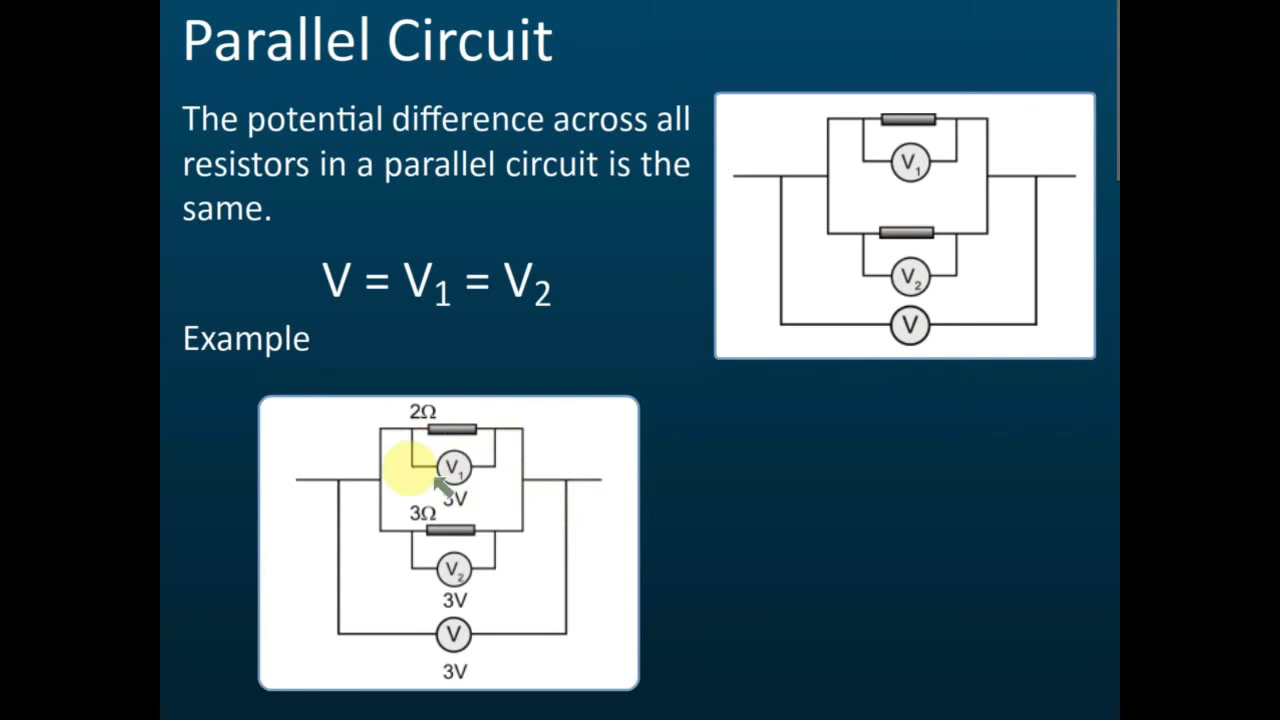 Parallel Circuit
The potential difference across all
resistors in a parallel circuit is the
same.
V = V₁ = V₂
Example
V₁
V₂
V
2Ω
V₁
3V
3Ω
V₂
3V
V
3V